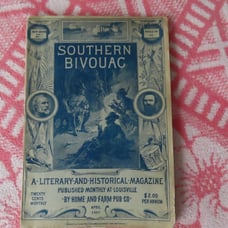 SOUTHERN
BIVOUAC
A·LITERARY·AND·HISTORICAL·MAGAZINE
PUBLISHED MONTHLY AT LOUISVILLE
TWENTY
CENTS
MONTHLY
·BY HOME AND FARM PUB CO·
$2.00
PER ANNUM
APRIL